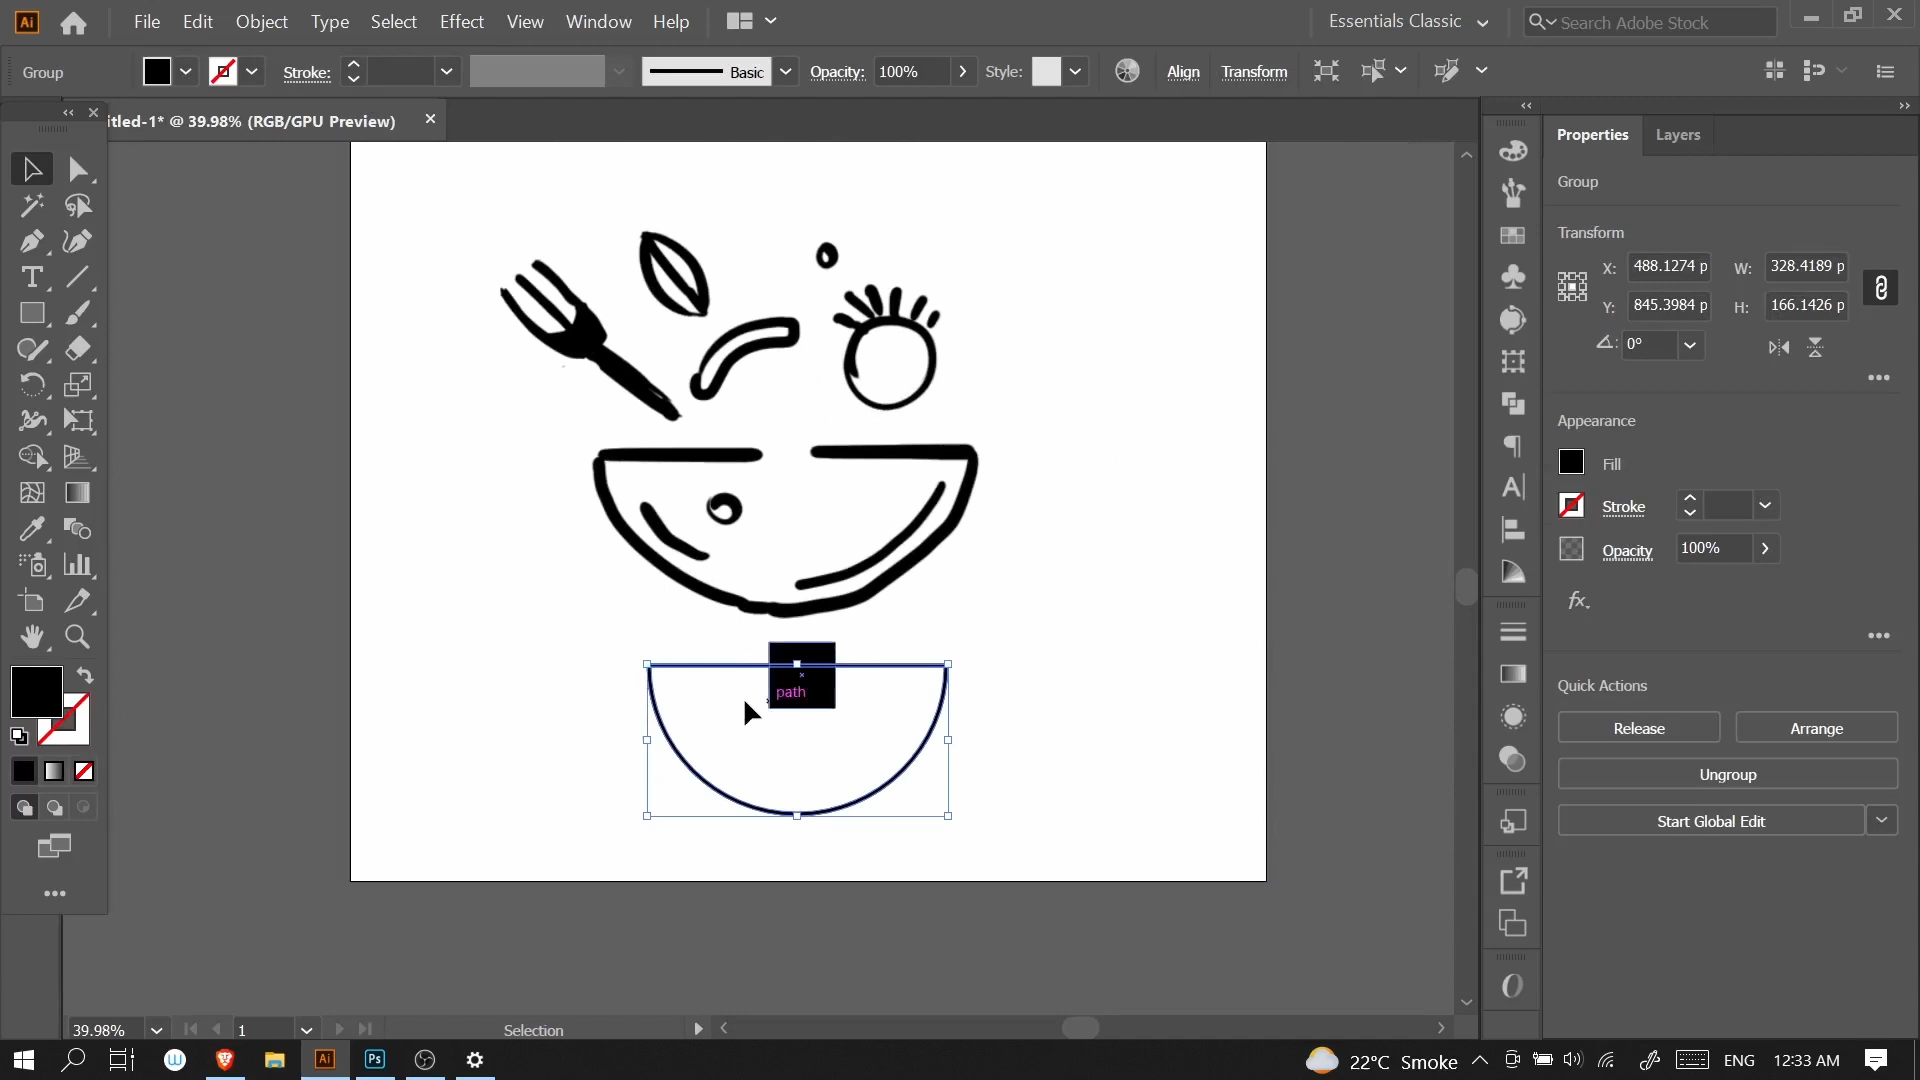 Ai File Edit Object Type Select Effect View Window Help Essentials Classic Search Adobe Stock
Group Stroke: Basic Opacity: 100% Style: Align Transform
itled-1* @ 39.98% (RGB/GPU Preview)
Properties Layers
Group
Transform
X: 488.1274 p W: 328.4189 p
Y: 845.3984 p H: 166.1426 p
0°
Appearance
Fill
Stroke
Opacity 100%
fx
Quick Actions
Release Arrange
Ungroup
Start Global Edit
path
39.98% 1 Selection
Ai Ps 22°C Smoke ENG 12:33 AM